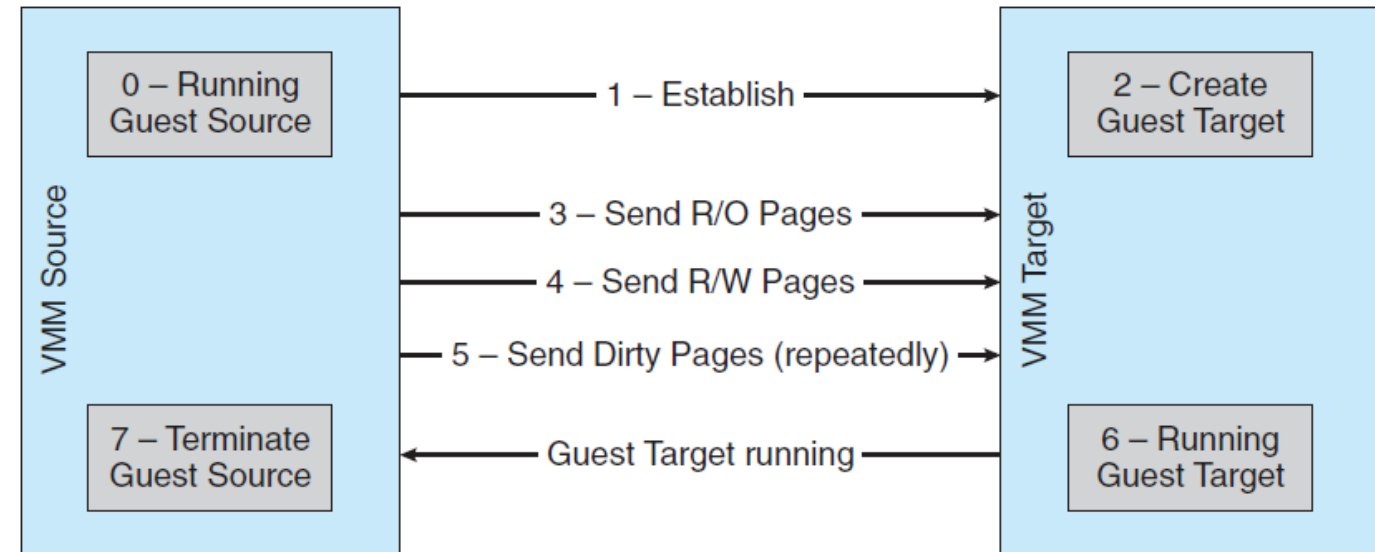 0 – Running
Guest Source
1 – Establish
2 – Create
Guest Target
VMM Source
3 – Send R/O Pages
4 – Send R/W Pages
5 – Send Dirty Pages (repeatedly)
VMM Target
7 – Terminate
Guest Source
Guest Target running
6 – Running
Guest Target